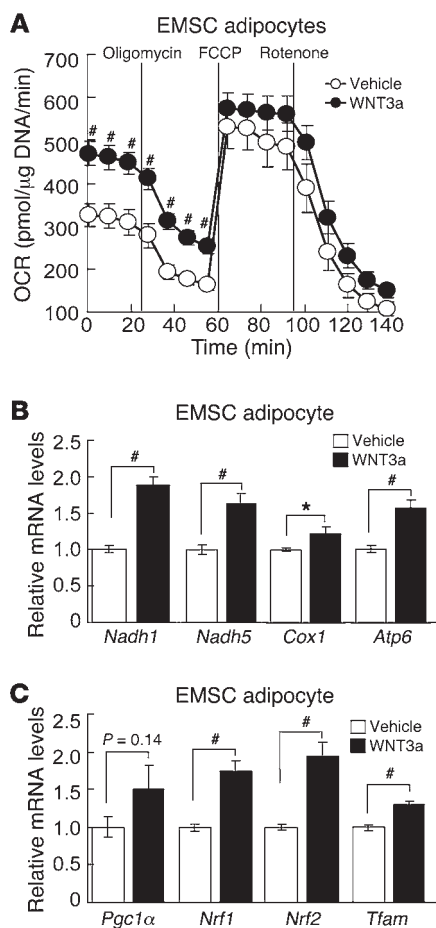 A
EMSC adipocytes
Oligomycin FCCP Rotenone
Vehicle
WNT3a
OCR (pmol/µg DNA/min)
600
500
400
300
200
100
# # # # # # #
0 20 40 60 80 100 120 140
Time (min)
B
EMSC adipocyte
Vehicle
WNT3a
Relative mRNA levels
2.5
2.0
1.5
1.0
0.5
0
# # * #
Nadh1 Nadh5 Cox1 Atp6
C
EMSC adipocyte
Vehicle
WNT3a
Relative mRNA levels
2.5
2.0
1.5
1.0
0.5
0
P = 0.14 # # #
Pgc1α Nrf1 Nrf2 Tfam